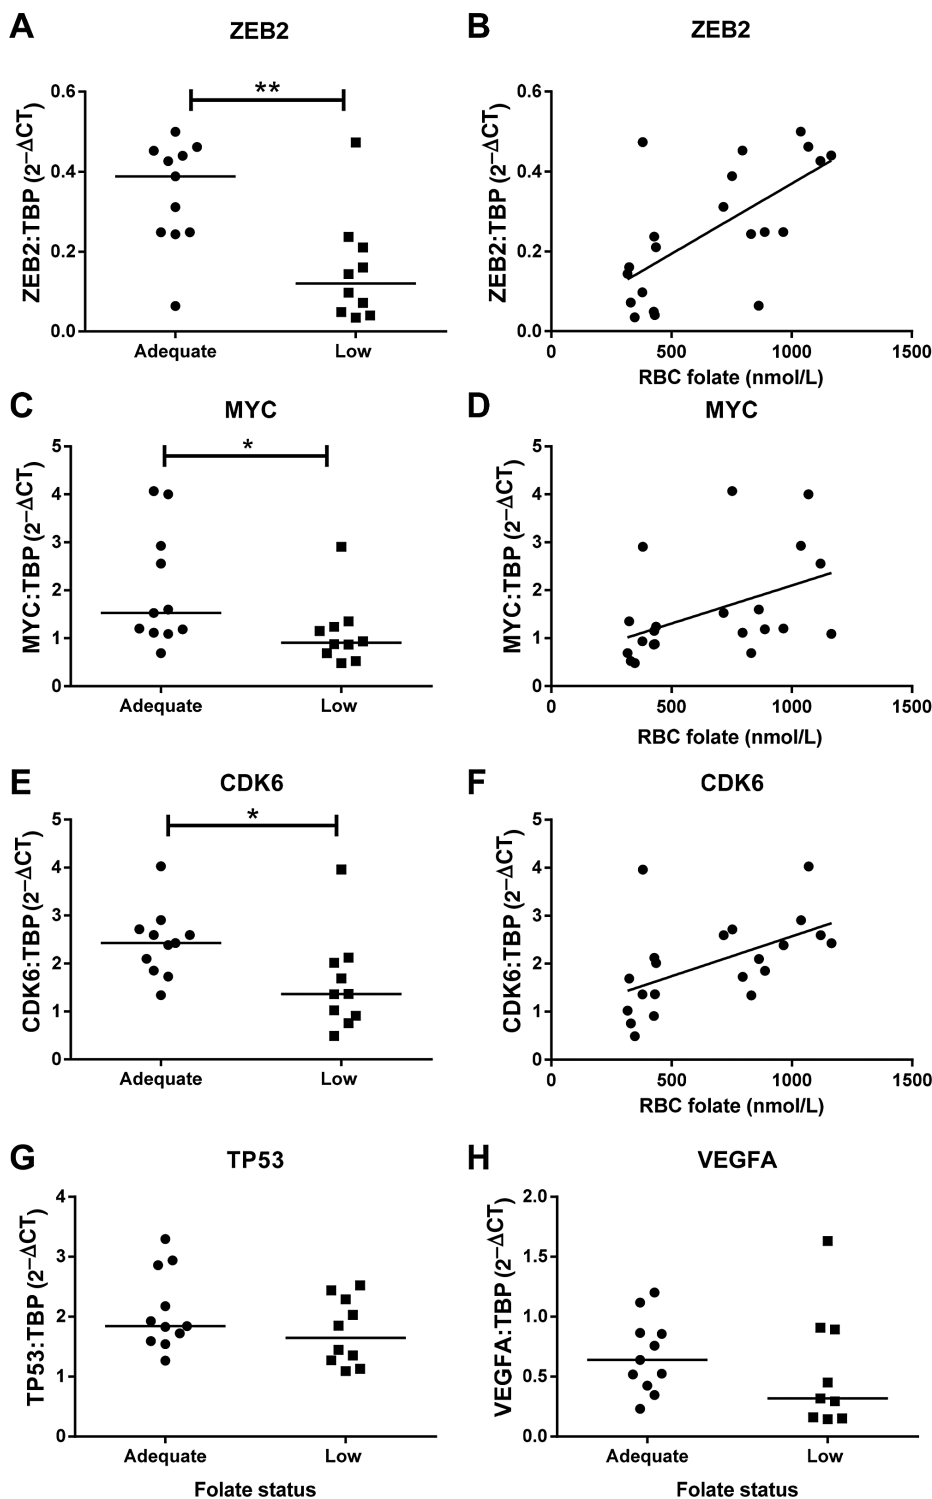 A
ZEB2
ZEB2:TBP (2−ΔCT)
0.6
0.4
0.2
0.0
**
Adequate
Low
B
ZEB2
ZEB2:TBP (2−ΔCT)
0.6
0.4
0.2
0.0
0
500
1000
1500
RBC folate (nmol/L)
C
MYC
MYC:TBP (2−ΔCT)
5
4
3
2
1
0
*
Adequate
Low
D
MYC
MYC:TBP (2−ΔCT)
5
4
3
2
1
0
0
500
1000
1500
RBC folate (nmol/L)
E
CDK6
CDK6:TBP (2−ΔCT)
5
4
3
2
1
0
*
Adequate
Low
F
CDK6
CDK6:TBP (2−ΔCT)
5
4
3
2
1
0
0
500
1000
1500
RBC folate (nmol/L)
G
TP53
TP53:TBP (2−ΔCT)
4
3
2
1
0
Adequate
Low
Folate status
H
VEGFA
VEGFA:TBP (2−ΔCT)
2.0
1.5
1.0
0.5
0.0
Adequate
Low
Folate status